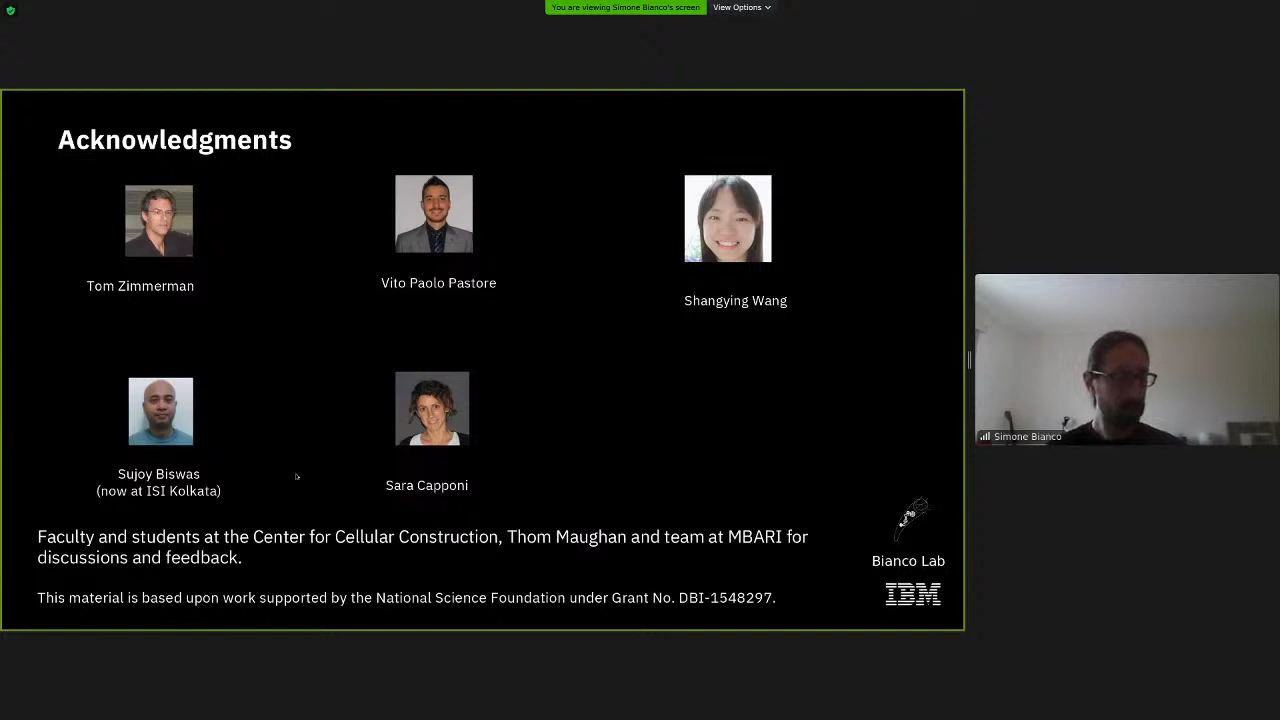 You are viewing Simone Bianco's screen
View Options
Acknowledgments
Tom Zimmerman
Vito Paolo Pastore
Shangying Wang
Sujoy Biswas
(now at ISI Kolkata)
Sara Capponi
Simone Bianco
Faculty and students at the Center for Cellular Construction, Thom Maughan and team at MBARI for
discussions and feedback.
Bianco Lab
This material is based upon work supported by the National Science Foundation under Grant No. DBI-1548297.
IBM